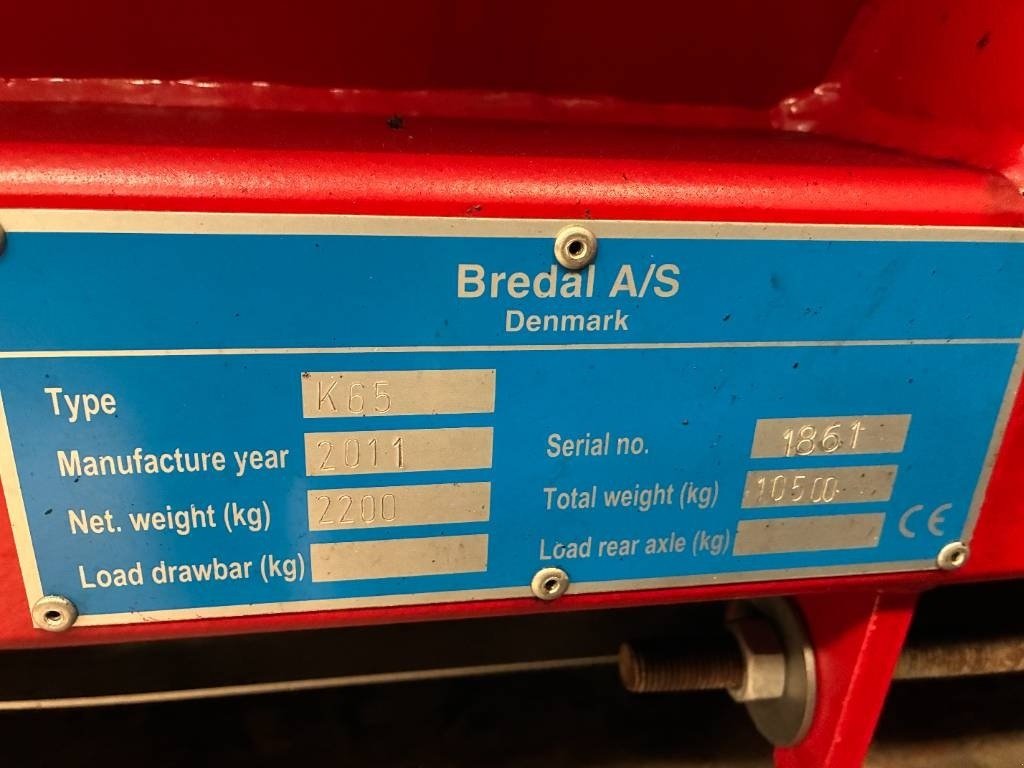 Bredal A/S
Denmark
Type K65
Manufacture year 2011
Net. weight (kg) 2200
Load drawbar (kg)
Serial no. 1861
Total weight (kg) 10500
Load rear axle (kg)
CE